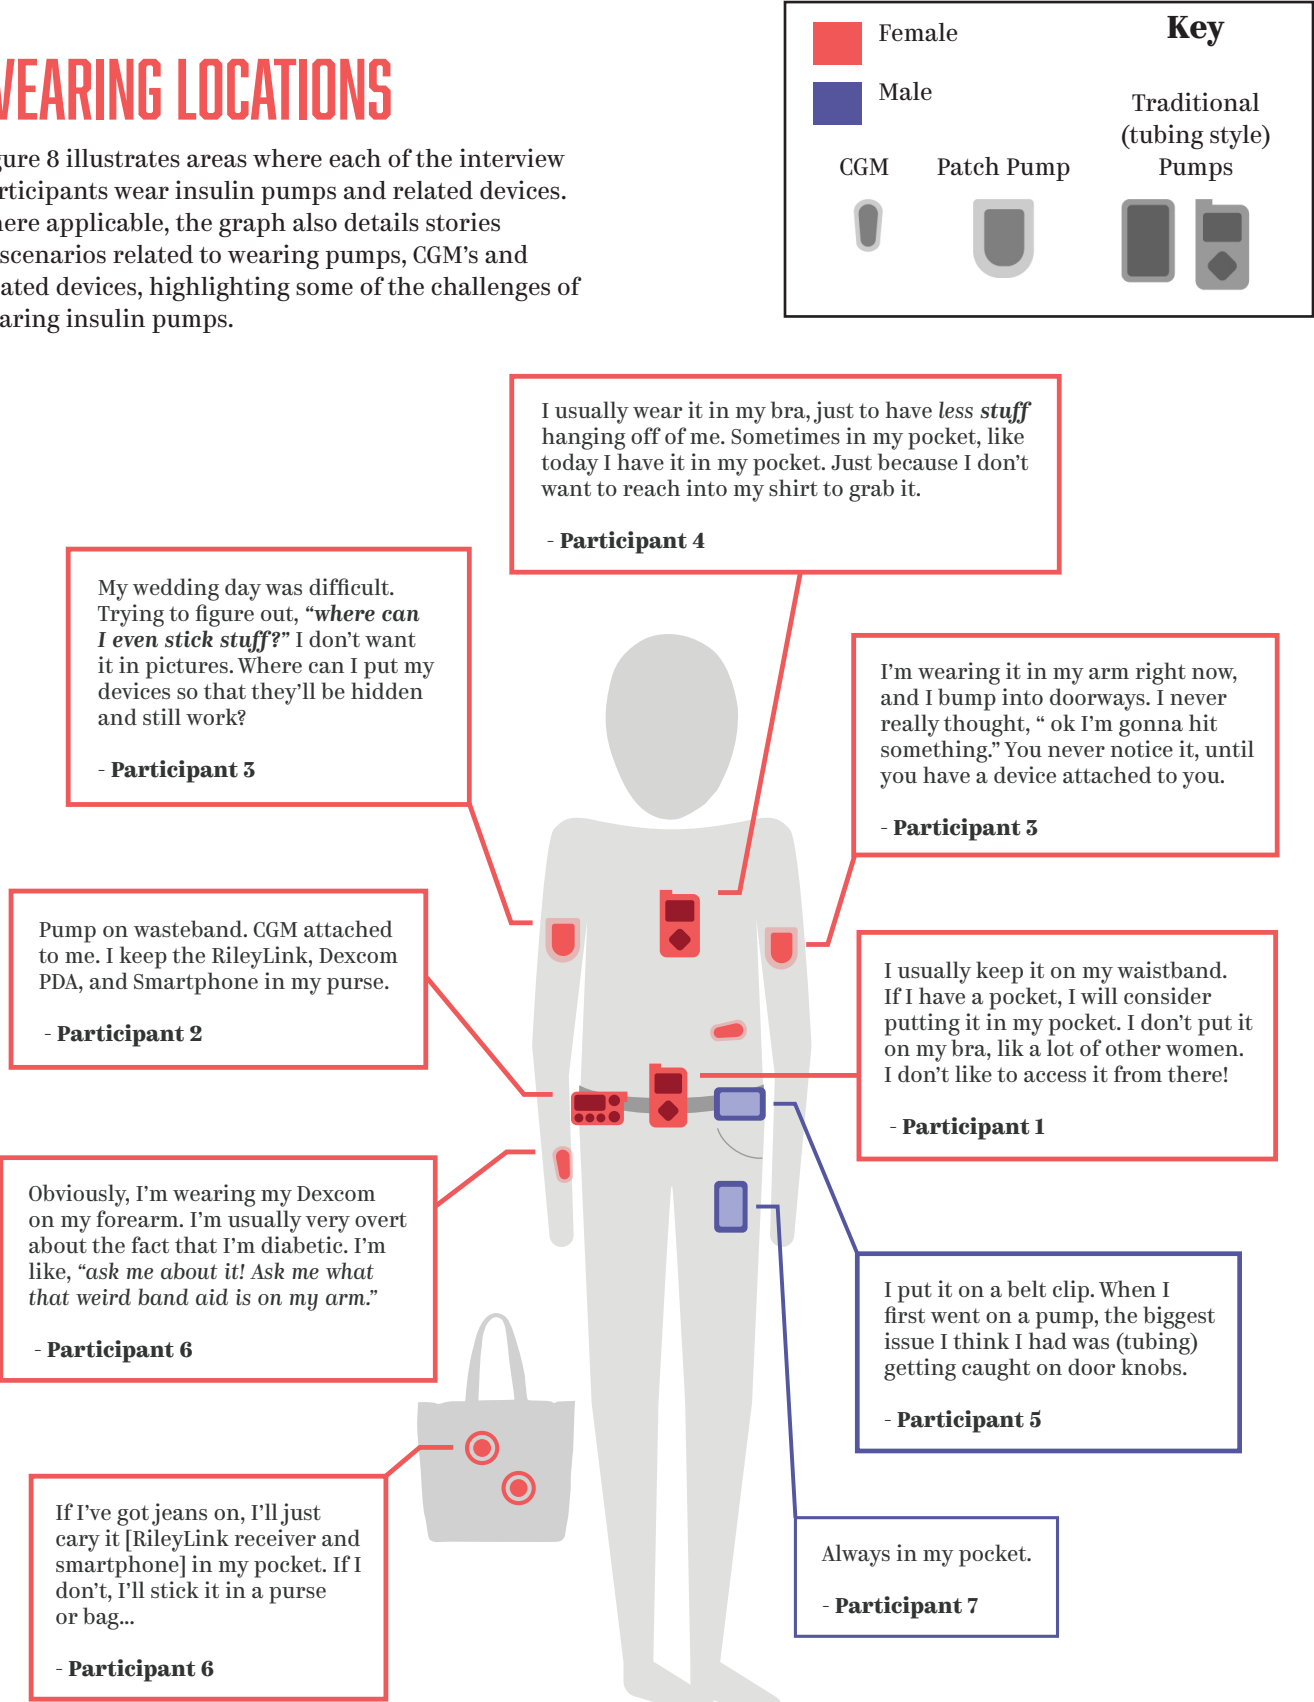 WEARING LOCATIONS
gure 8 illustrates areas where each of the interview
rticipants wear insulin pumps and related devices.
here applicable, the graph also details stories
scenarios related to wearing pumps, CGM's and
ated devices, highlighting some of the challenges of
aring insulin pumps.
Key
Female
Male
CGM
Patch Pump
Traditional
(tubing style)
Pumps
I usually wear it in my bra, just to have less stuff
hanging off of me. Sometimes in my pocket, like
today I have it in my pocket. Just because I don't
want to reach into my shirt to grab it.
- Participant 4
My wedding day was difficult.
Trying to figure out, “where can
I even stick stuff?” I don't want
it in pictures. Where can I put my
devices so that they'll be hidden
and still work?
- Participant 3
I'm wearing it in my arm right now,
and I bump into doorways. I never
really thought, “ ok I'm gonna hit
something.” You never notice it, until
you have a device attached to you.
- Participant 3
Pump on wasteband. CGM attached
to me. I keep the RileyLink, Dexcom
PDA, and Smartphone in my purse.
- Participant 2
I usually keep it on my waistband.
If I have a pocket, I will consider
putting it in my pocket. I don't put it
on my bra, lik a lot of other women.
I don't like to access it from there!
- Participant 1
Obviously, I'm wearing my Dexcom
on my forearm. I'm usually very overt
about the fact that I'm diabetic. I'm
like, “ask me about it! Ask me what
that weird band aid is on my arm.”
- Participant 6
I put it on a belt clip. When I
first went on a pump, the biggest
issue I think I had was (tubing)
getting caught on door knobs.
- Participant 5
If I've got jeans on, I'll just
cary it [RileyLink receiver and
smartphone] in my pocket. If I
don't, I'll stick it in a purse
or bag...
- Participant 6
Always in my pocket.
- Participant 7